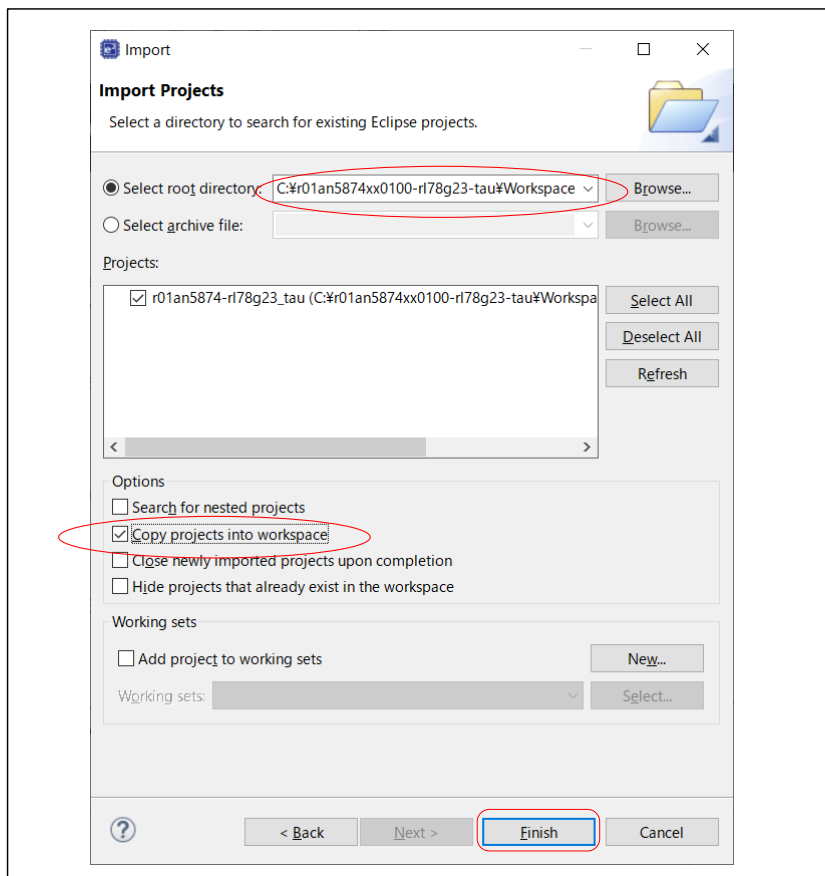 Import
Import Projects
Select a directory to search for existing Eclipse projects.
Select root directory: C:¥r01an5874xx0100-rl78g23-tau¥Workspace Browse...
Select archive file: Browse...
Projects:
r01an5874-rl78g23_tau (C:¥r01an5874xx0100-rl78g23-tau¥Workspa
Select All
Deselect All
Refresh
Options
Search for nested projects
Copy projects into workspace
Close newly imported projects upon completion
Hide projects that already exist in the workspace
Working sets
Add project to working sets New...
Working sets: Select...
< Back Next > Finish Cancel